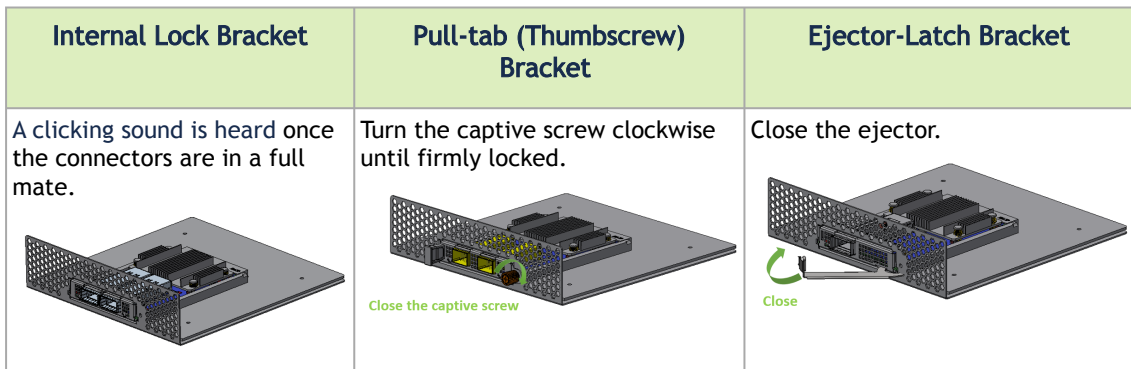 Internal Lock Bracket
Pull-tab (Thumbscrew)
Bracket
Ejector-Latch Bracket
A clicking sound is heard once
the connectors are in a full
mate.
Turn the captive screw clockwise
until firmly locked.
Close the captive screw
Close the ejector.
Close